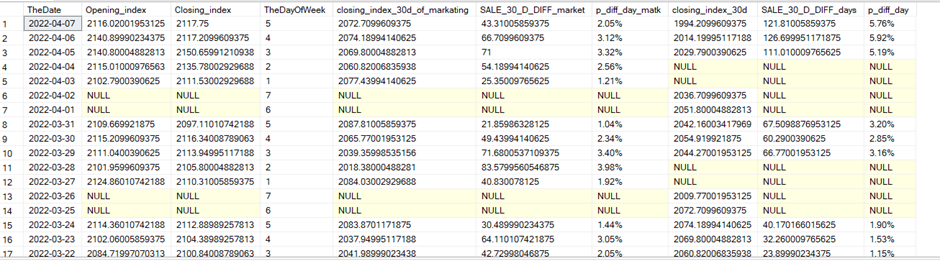 TheDate Opening_index Closing_index TheDayOfWeek closing_index_30d_of_markating SALE_30_D_DIFF_market p_diff_day_matk closing_index_30d SALE_30_D_DIFF_days p_diff_day
1 2022-04-07 2116.02001953125 2117.75 5 2072.7099609375 43.31005859375 2.05% 1994.2099609375 121.81005859375 5.76%
2 2022-04-06 2140.89990234375 2117.2099609375 4 2074.18994140625 66.7099609375 3.12% 2014.19995117188 126.699951171875 5.92%
3 2022-04-05 2140.80004882813 2150.65991210938 3 2069.80004882813 71 3.32% 2029.7900390625 111.010009765625 5.19%
4 2022-04-04 2115.01000976563 2135.78002929688 2 2060.82006835938 54.18994140625 2.56% NULL NULL NULL
5 2022-04-03 2102.7900390625 2111.53002929688 1 2077.43994140625 25.35009765625 1.21% NULL NULL NULL
6 2022-04-02 NULL NULL 7 NULL NULL NULL 2036.7099609375 NULL NULL
7 2022-04-01 NULL NULL 6 NULL NULL NULL 2051.80004882813 NULL NULL
8 2022-03-31 2109.669921875 2097.11010742188 5 2087.81005859375 21.85986328125 1.04% 2042.16003417969 67.5098876953125 3.20%
9 2022-03-30 2115.2099609375 2116.34008789063 4 2065.77001953125 49.43994140625 2.34% 2054.919921875 60.2900390625 2.85%
10 2022-03-29 2111.0400390625 2113.94995117188 3 2039.35998535156 71.6800537109375 3.40% 2044.27001953125 66.77001953125 3.16%
11 2022-03-28 2101.9599609375 2105.80004882813 2 2018.38000488281 83.5799560546875 3.98% NULL NULL NULL
12 2022-03-27 2124.86010742188 2110.31005859375 1 2084.03002929688 40.830078125 1.92% NULL NULL NULL
13 2022-03-26 NULL NULL 7 NULL NULL NULL 2009.77001953125 NULL NULL
14 2022-03-25 NULL NULL 6 NULL NULL NULL 2072.7099609375 NULL NULL
15 2022-03-24 2114.36010742188 2112.88989257813 5 2083.8701171875 30.489990234375 1.44% 2074.18994140625 40.170166015625 1.90%
16 2022-03-23 2102.06005859375 2104.38989257813 4 2037.94995117188 64.110107421875 3.05% 2069.80004882813 32.260009765625 1.53%
17 2022-03-22 2084.71997070313 2100.84008789063 3 2041.98999023438 42.72998046875 2.05% 2060.82006835938 23.89990234375 1.15%